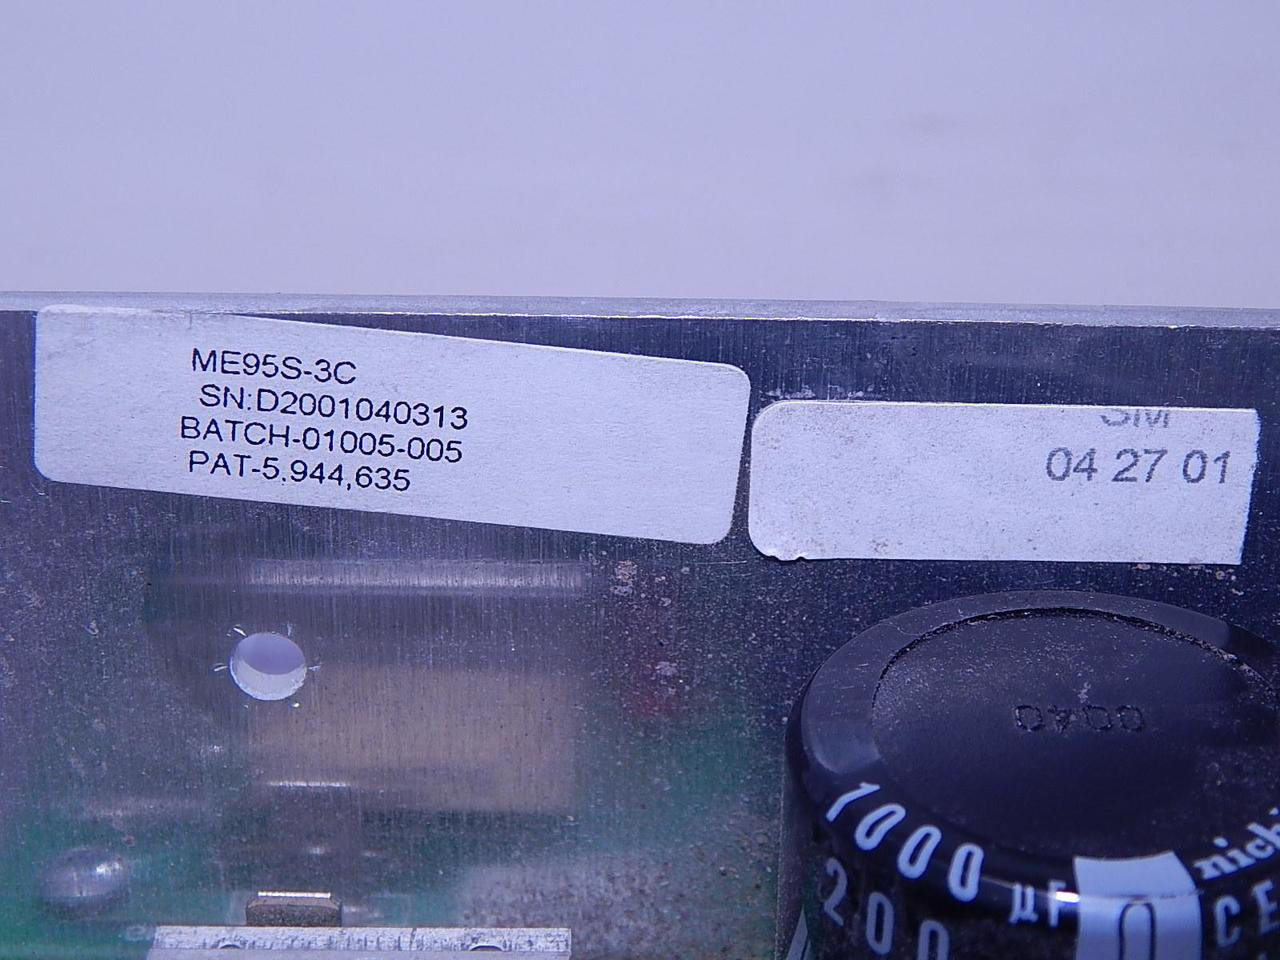 ME95S-3C
SN:D2001040313
BATCH-01005-005
PAT-5,944,635
SM
04 27 01
1000 µF
200
nichi
CE